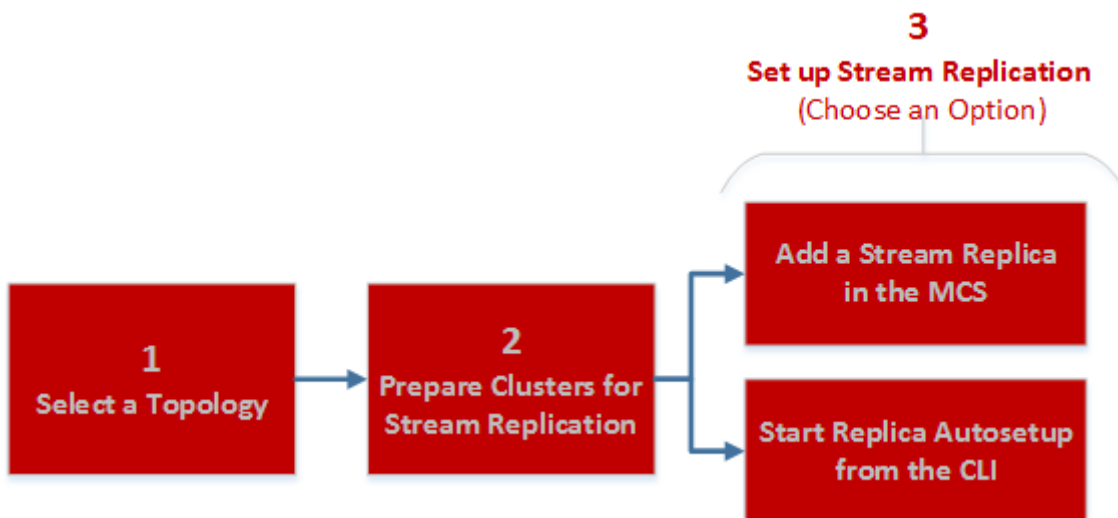 1
Select a Topology
2
Prepare Clusters for
Stream Replication
3
Set up Stream Replication
(Choose an Option)
Add a Stream Replica
in the MCS
Start Replica Autosetup
from the CLI